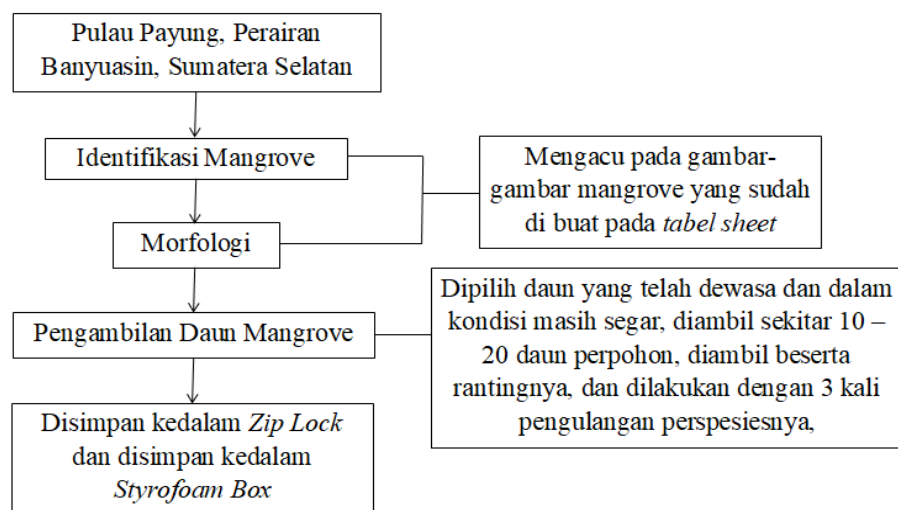 Pulau Payung, Perairan
Banyuasin, Sumatera Selatan
Identifikasi Mangrove
Mengacu pada gambar-
gambar mangrove yang sudah
di buat pada tabel sheet
Morfologi
Pengambilan Daun Mangrove
Dipilih daun yang telah dewasa dan dalam
kondisi masih segar, diambil sekitar 10 –
20 daun perpohon, diambil beserta
rantingnya, dan dilakukan dengan 3 kali
pengulangan perspesiesnya,
Disimpan kedalam Zip Lock
dan disimpan kedalam
Styrofoam Box